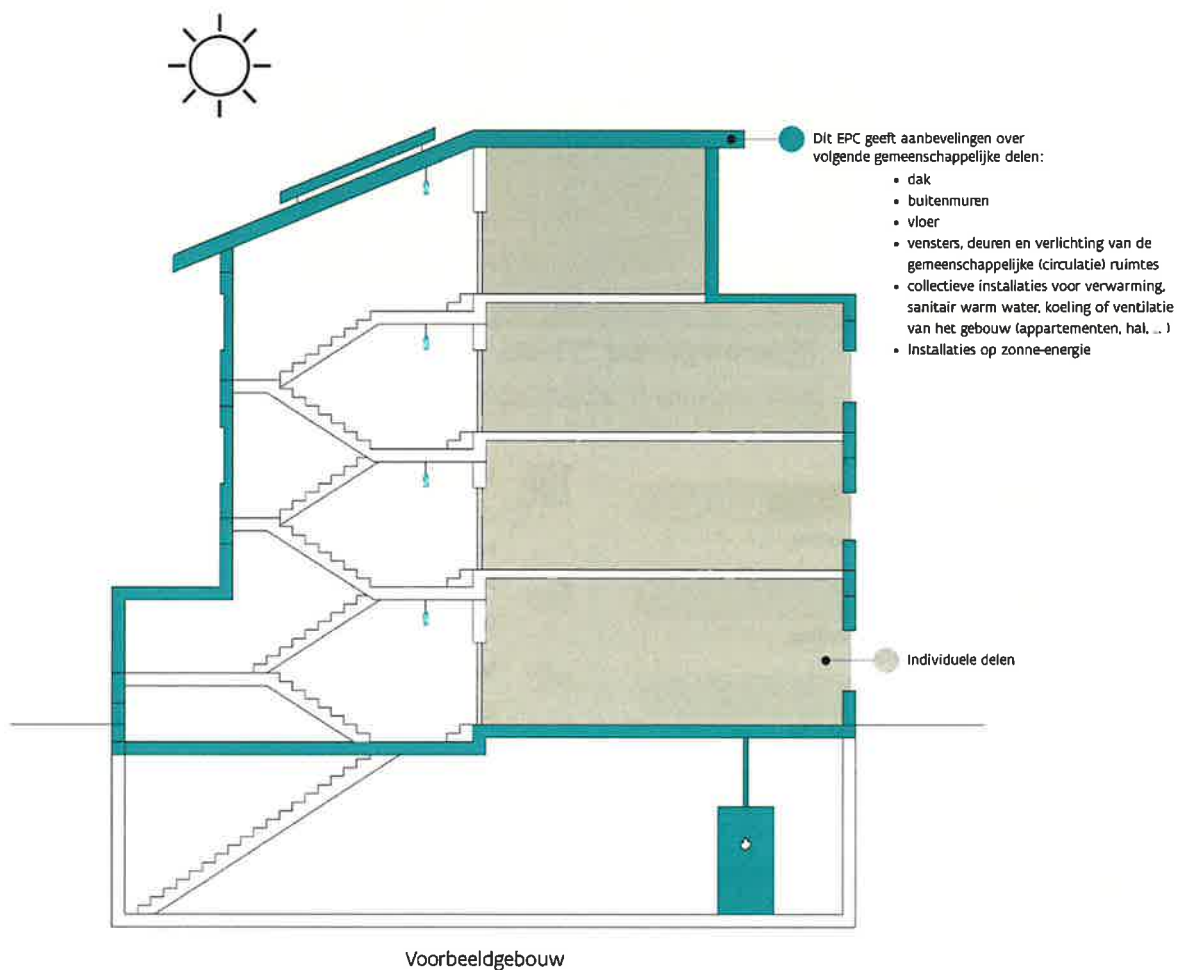 Dit EPC geeft aanbevelingen over
volgende gemeenschappelijke delen:
• dak
• buitenmuren
• vloer
• vensters, deuren en verlichting van de
gemeenschappelijke (circulatie) ruimtes
• collectieve installaties voor verwarming,
sanitair warm water, koeling of ventilatie
van het gebouw (appartementen, hal, ... )
• Installaties op zonne-energie
Individuele delen
Voorbeeldgebouw